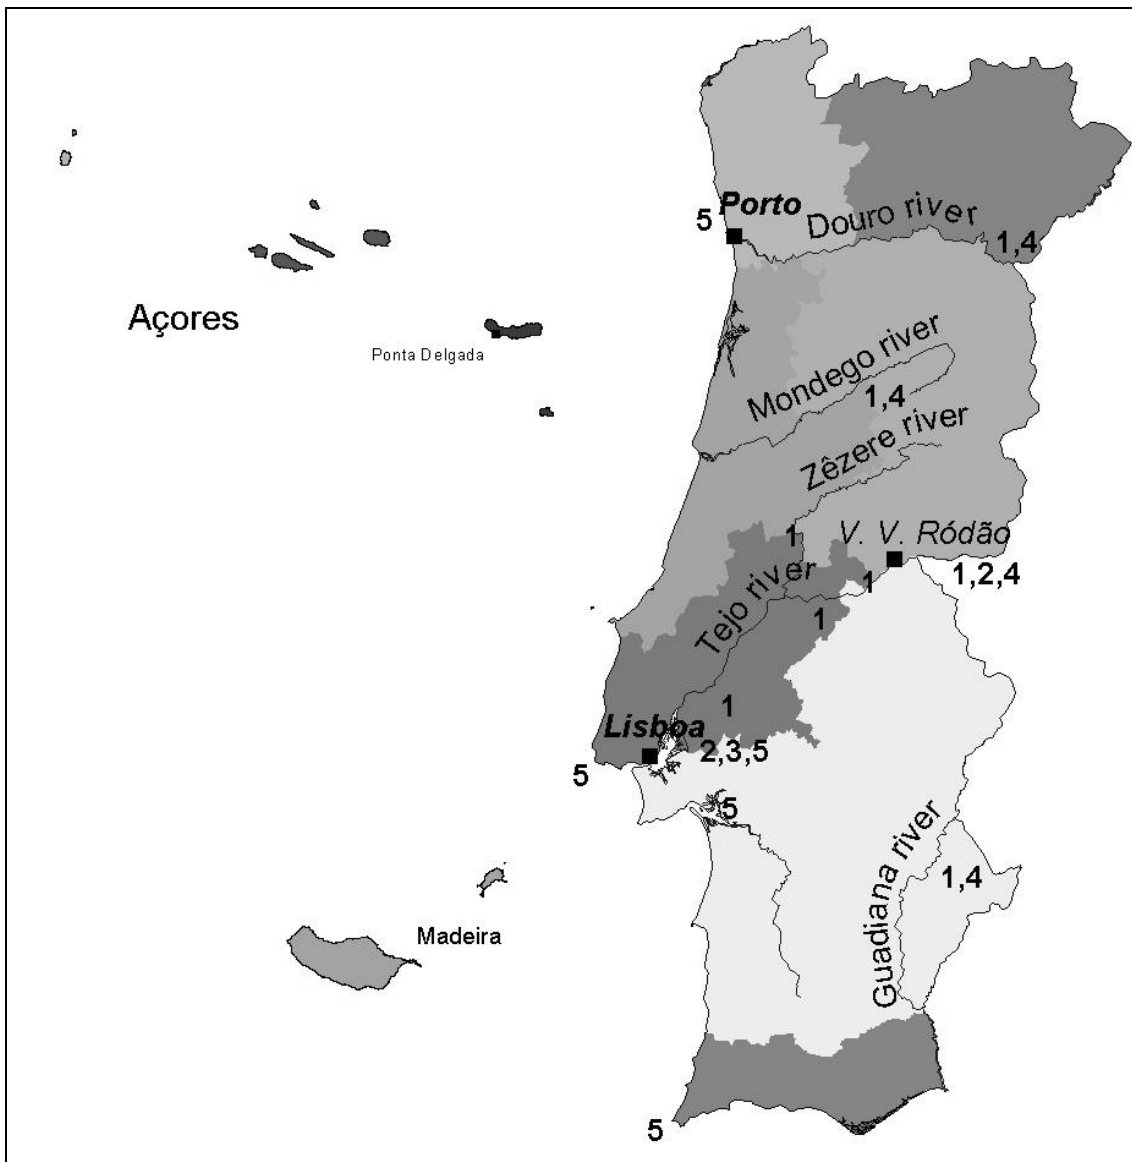 5
Porto
Douro river
1,4
Açores
Ponta Delgada
Mondego river
1,4
Zêzere river
1
V. V. Ródão
1,2,4
1
Tejo river
1
1
Lisboa
2,3,5
5
5
Guadiana river
1,4
Madeira
5